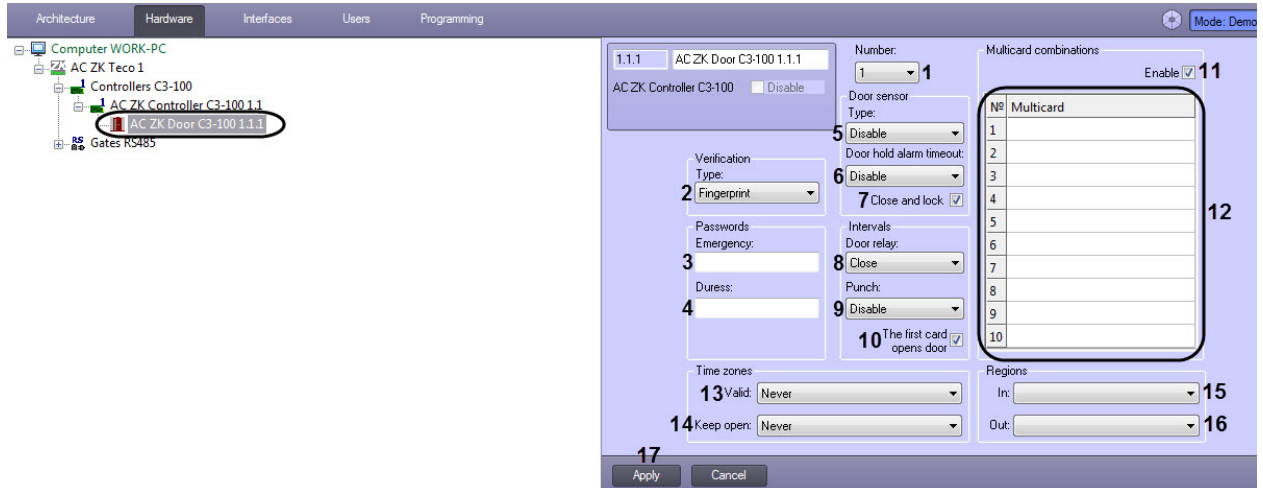 Architecture Hardware Interfaces Users Programming Mode: Demo
Computer WORK-PC
AC ZK Teco 1
Controllers C3-100
AC ZK Controller C3-100 1.1
AC ZK Door C3-100 1.1.1
Gates RS485
1.1.1 AC ZK Door C3-100 1.1.1
AC ZK Controller C3-100 Disable
Number:
1 1
Door sensor
Type:
5 Disable
Door hold alarm timeout:
6 Disable
7 Close and lock
Verification
Type:
2 Fingerprint
Passwords
Emergency:
3
Duress:
4
Intervals
Door relay:
8 Close
Punch:
9 Disable
10 The first card
opens door
Multicard combinations
Enable 11
Nº Multicard
1
2
3
4
5
6
7
8
9
10
12
Time zones
13 Valid: Never
14 Keep open: Never
Regions
In: 15
Out: 16
17
Apply Cancel